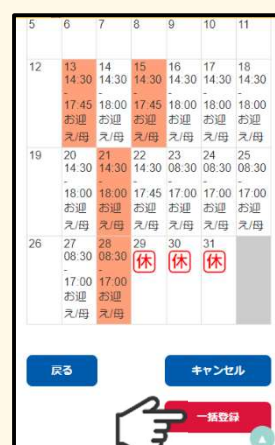 5 6 7 8 9 10 11
12 13 14 15 16 17 18
14:30 14:30 14:30 14:30 14:30 14:30
- - - - - -
17:45 18:00 17:45 18:00 18:00 18:00
お迎 お迎 お迎 お迎 お迎 お迎
え/母 え/母 え/母 え/母 え/母 え/母
19 20 21 22 23 24 25
14:30 14:30 14:30 08:30 08:30 08:30
- - - - - -
18:00 18:00 17:45 17:00 17:00 17:00
お迎 お迎 お迎 お迎 お迎 お迎
え/母 え/母 え/母 え/母 え/母 え/母
26 27 28 29 30 31
08:30 08:30 休 休 休
- -
17:00 17:00
お迎 お迎
え/母 え/母
戻る キャンセル
一括登録